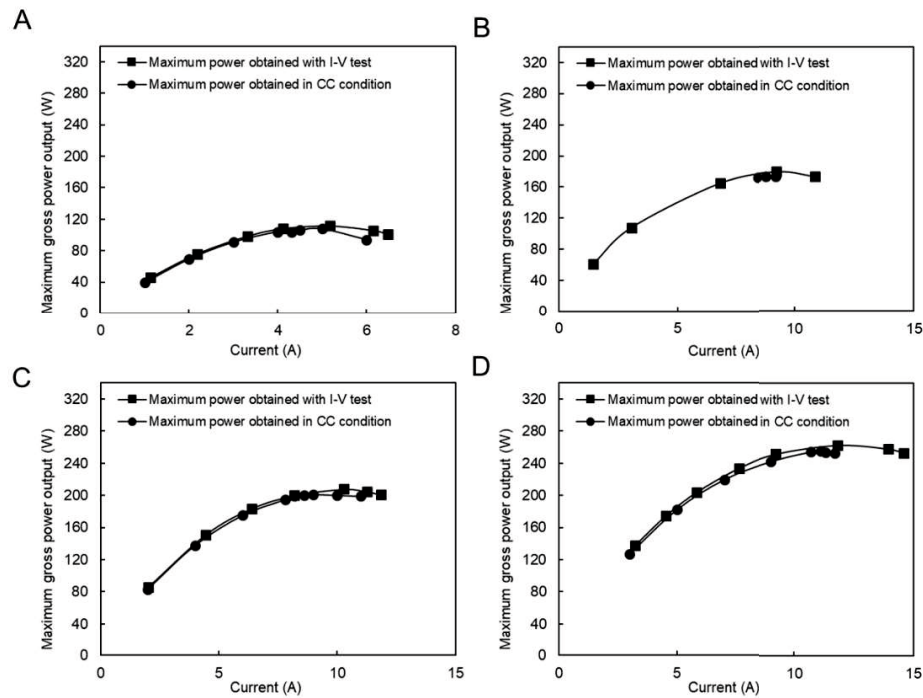 A
Maximum gross power output (W)
320
280
240
200
160
120
80
40
0
0 2 4 6 8
Current (A)
Maximum power obtained with I-V test
Maximum power obtained in CC condition
B
Maximum gross power output (W)
320
280
240
200
160
120
80
40
0
0 5 10 15
Current (A)
Maximum power obtained with I-V test
Maximum power obtained in CC condition
C
Maximum gross power output (W)
320
280
240
200
160
120
80
40
0
0 5 10 15
Current (A)
Maximum power obtained with I-V test
Maximum power obtained in CC condition
D
Maximum gross power output (W)
320
280
240
200
160
120
80
40
0
0 5 10 15
Current (A)
Maximum power obtained with I-V test
Maximum power obtained in CC condition